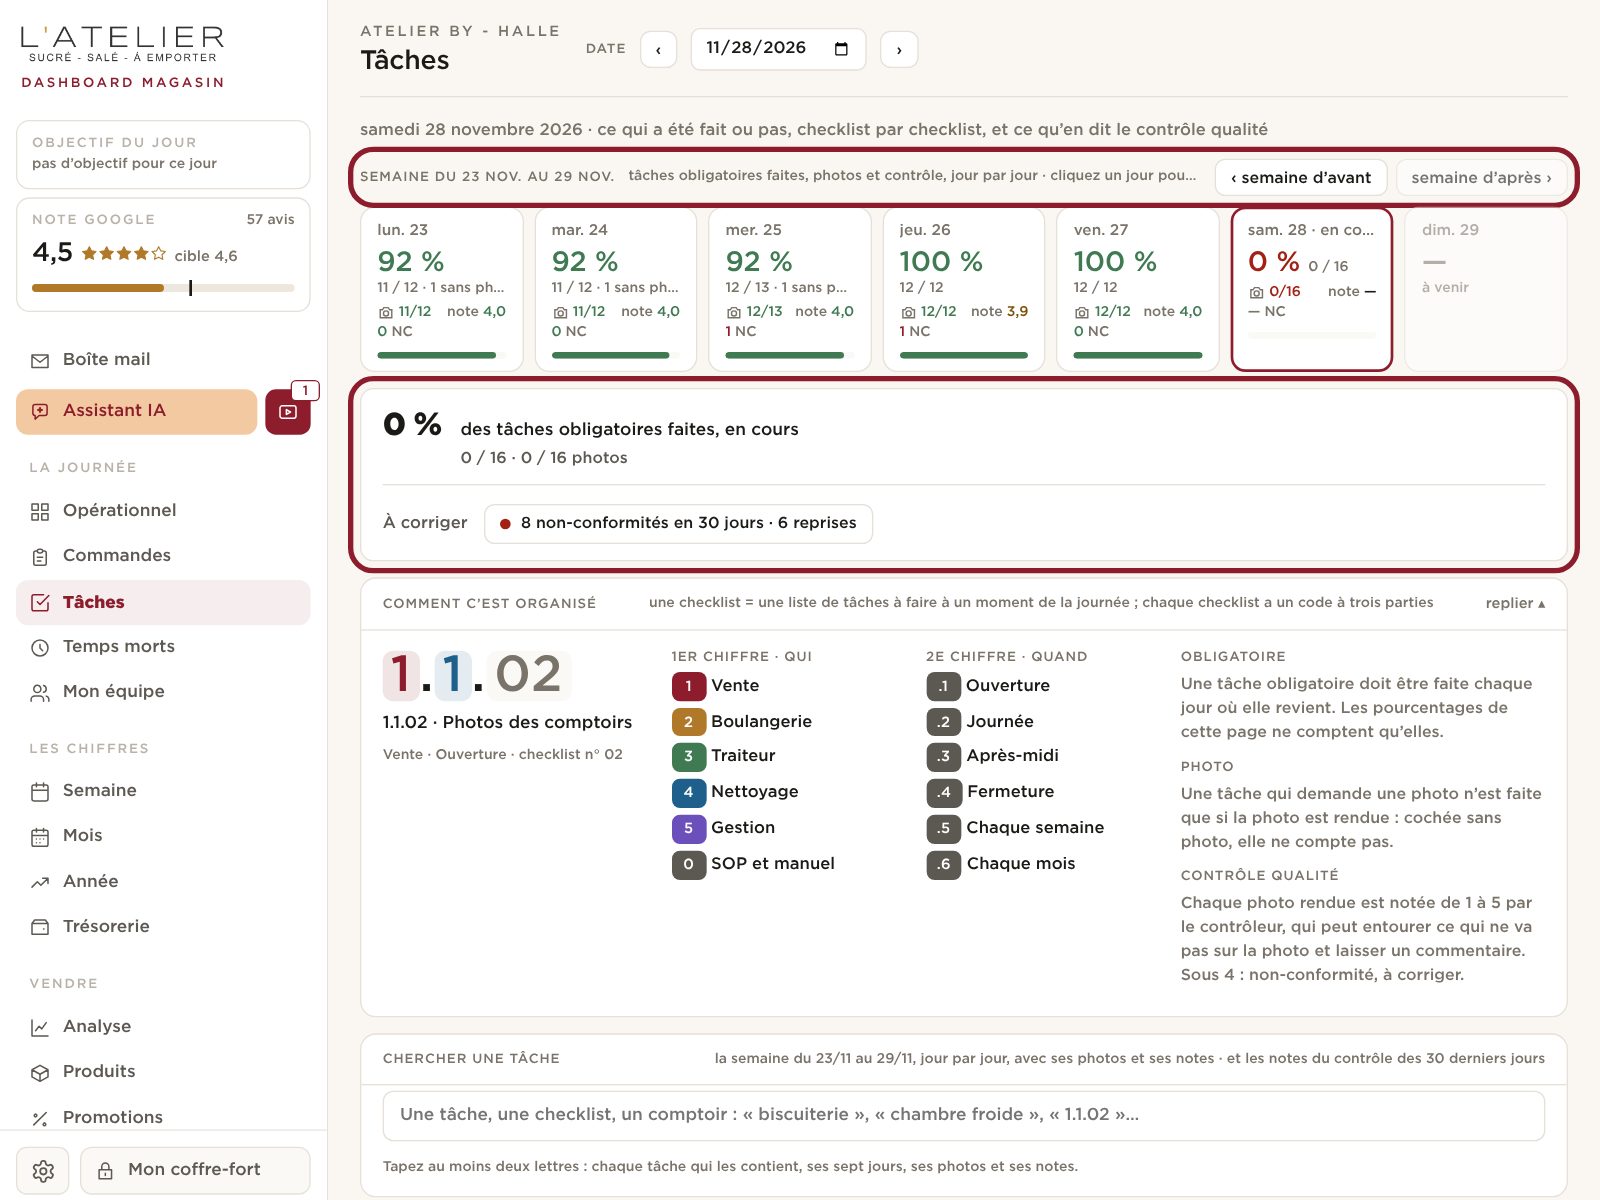 L'ATELIER
SUCRÉ - SALÉ - À EMPORTER
DASHBOARD MAGASIN
OBJECTIF DU JOUR
pas d'objectif pour ce jour
NOTE GOOGLE 57 avis
4,5 ★★★★☆ cible 4,6
Boîte mail
Assistant IA 1
LA JOURNÉE
Opérationnel
Commandes
Tâches
Temps morts
Mon équipe
LES CHIFFRES
Semaine
Mois
Année
Trésorerie
VENDRE
Analyse
Produits
Promotions
Mon coffre-fort
ATELIER BY - HALLE
Tâches
DATE ‹ 11/28/2026 ›
samedi 28 novembre 2026 · ce qui a été fait ou pas, checklist par checklist, et ce qu'en dit le contrôle qualité
SEMAINE DU 23 NOV. AU 29 NOV. tâches obligatoires faites, photos et contrôle, jour par jour · cliquez un jour pou... ‹ semaine d'avant semaine d'après ›
lun. 23
92 %
11 / 12 · 1 sans ph...
11/12 note 4,0
0 NC
mar. 24
92 %
11 / 12 · 1 sans ph...
11/12 note 4,0
0 NC
mer. 25
92 %
12 / 13 · 1 sans p...
12/13 note 4,0
1 NC
jeu. 26
100 %
12 / 12
12/12 note 3,9
1 NC
ven. 27
100 %
12 / 12
12/12 note 4,0
0 NC
sam. 28 · en co...
0 % 0 / 16
0/16 note —
— NC
dim. 29
—
à venir
0 % des tâches obligatoires faites, en cours
0 / 16 · 0 / 16 photos
À corriger 8 non-conformités en 30 jours · 6 reprises
COMMENT C'EST ORGANISÉ une checklist = une liste de tâches à faire à un moment de la journée ; chaque checklist a un code à trois parties replier ▴
1.1.02
1.1.02 · Photos des comptoirs
Vente · Ouverture · checklist n° 02
1ER CHIFFRE · QUI
1 Vente
2 Boulangerie
3 Traiteur
4 Nettoyage
5 Gestion
0 SOP et manuel
2E CHIFFRE · QUAND
.1 Ouverture
.2 Journée
.3 Après-midi
.4 Fermeture
.5 Chaque semaine
.6 Chaque mois
OBLIGATOIRE
Une tâche obligatoire doit être faite chaque
jour où elle revient. Les pourcentages de
cette page ne comptent qu'elles.
PHOTO
Une tâche qui demande une photo n'est faite
que si la photo est rendue : cochée sans
photo, elle ne compte pas.
CONTRÔLE QUALITÉ
Chaque photo rendue est notée de 1 à 5 par
le contrôleur, qui peut entourer ce qui ne va
pas sur la photo et laisser un commentaire.
Sous 4 : non-conformité, à corriger.
CHERCHER UNE TÂCHE la semaine du 23/11 au 29/11, jour par jour, avec ses photos et ses notes · et les notes du contrôle des 30 derniers jours
Une tâche, une checklist, un comptoir : « biscuiterie », « chambre froide », « 1.1.02 »...
Tapez au moins deux lettres : chaque tâche qui les contient, ses sept jours, ses photos et ses notes.